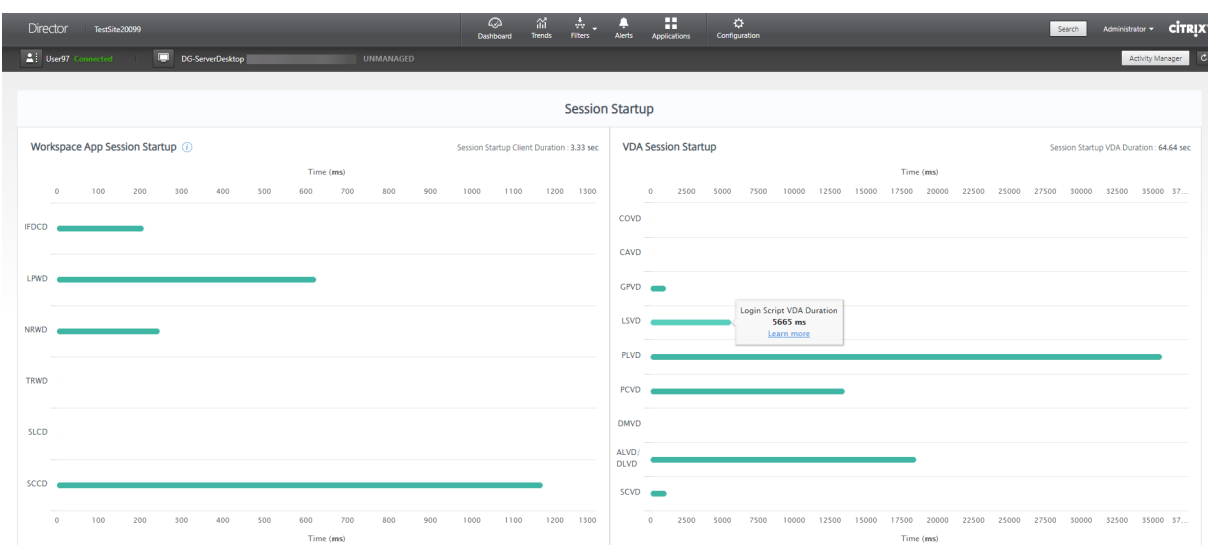 Director TestSite20099 Dashboard Trends Filters Alerts Applications Configuration Search Administrator citrix
User97 Connected DG-ServerDesktop UNMANAGED Activity Manager
Session Startup
Workspace App Session Startup Session Startup Client Duration : 3.33 sec
Time (ms)
0 100 200 300 400 500 600 700 800 900 1000 1100 1200 1300
IFDCD
LPWD
NRWD
TRWD
SLCD
SCCD
0 100 200 300 400 500 600 700 800 900 1000 1100 1200 1300
Time (ms)
VDA Session Startup Session Startup VDA Duration : 64.64 sec
Time (ms)
0 2500 5000 7500 10000 12500 15000 17500 20000 22500 25000 27500 30000 32500 35000 37...
COVD
CAVD
GPVD
LSVD
Login Script VDA Duration
5665 ms
Learn more
PLVD
PCVD
DMVD
ALVD/
DLVD
SCVD
0 2500 5000 7500 10000 12500 15000 17500 20000 22500 25000 27500 30000 32500 35000 37...
Time (ms)